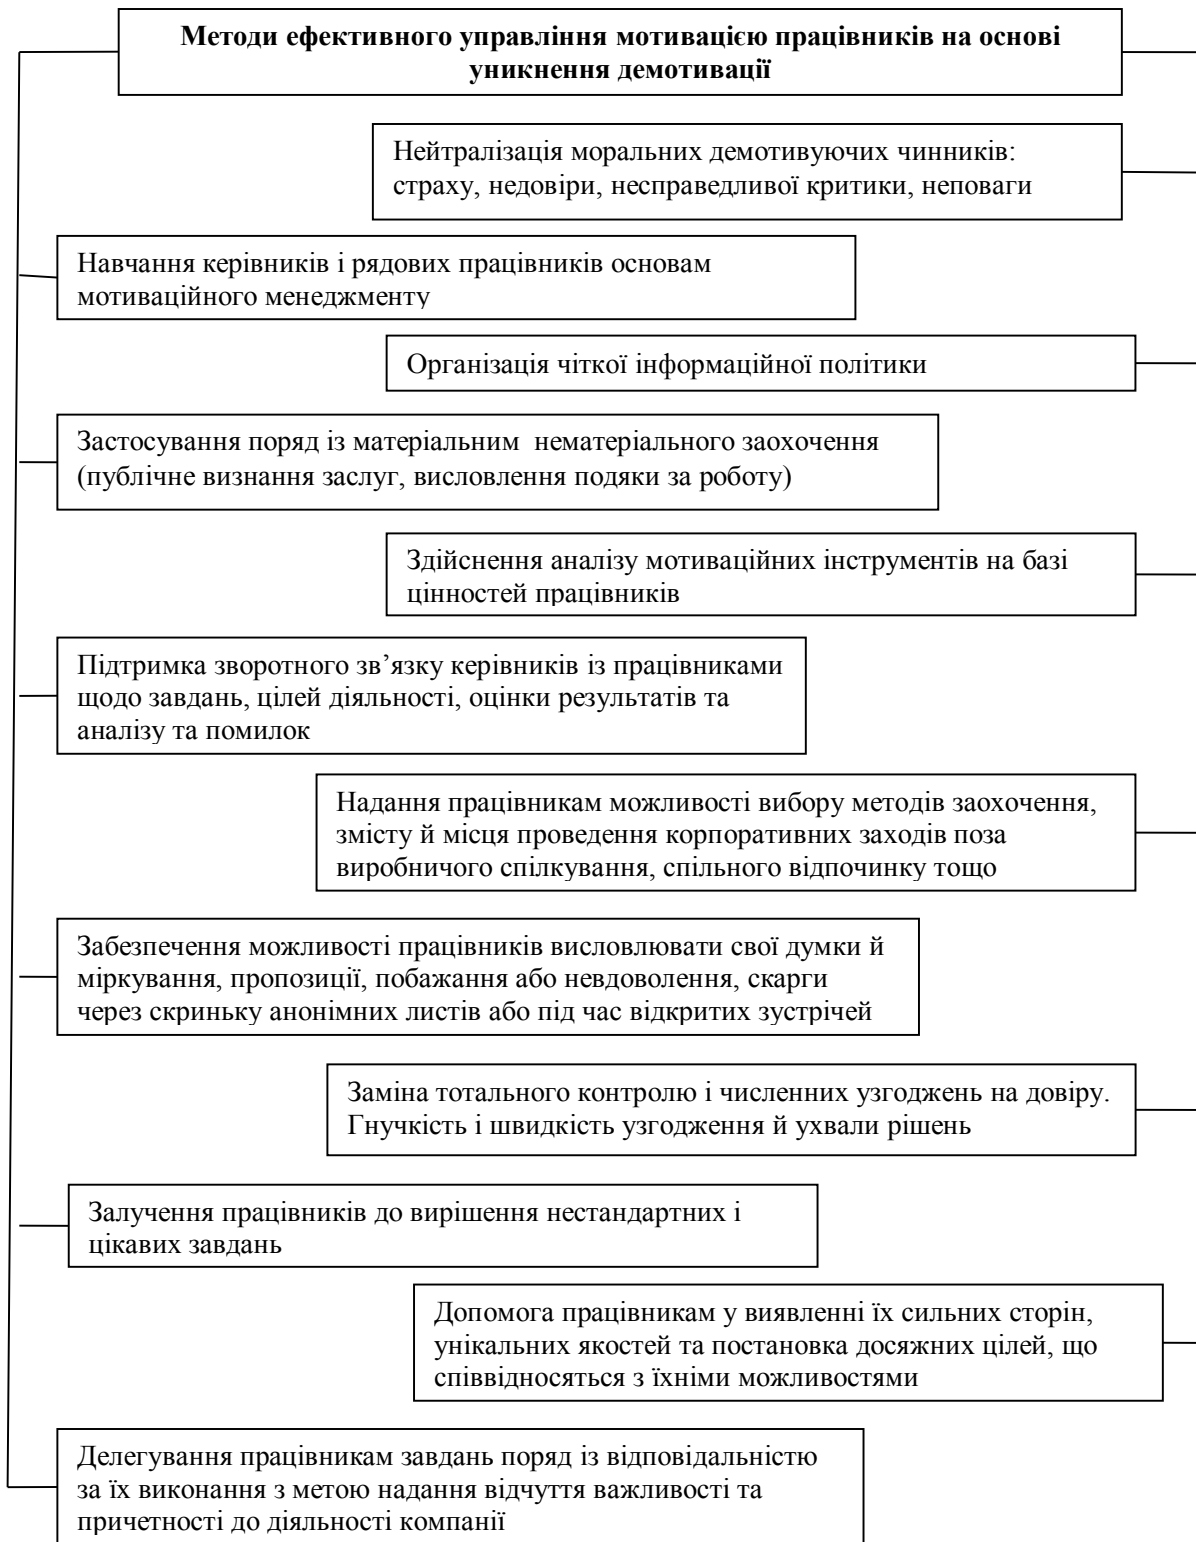 Методи ефективного управління мотивацією працівників на основі
уникнення демотивації
Нейтралізація моральних демотивуючих чинників:
страху, недовіри, несправедливої критики, неповаги
Навчання керівників і рядових працівників основам
мотиваційного менеджменту
Організація чіткої інформаційної політики
Застосування поряд із матеріальним нематеріального заохочення
(публічне визнання заслуг, висловлення подяки за роботу)
Здійснення аналізу мотиваційних інструментів на базі
цінностей працівників
Підтримка зворотного зв’язку керівників із працівниками
щодо завдань, цілей діяльності, оцінки результатів та
аналізу та помилок
Надання працівникам можливості вибору методів заохочення,
змісту й місця проведення корпоративних заходів поза
виробничого спілкування, спільного відпочинку тощо
Забезпечення можливості працівників висловлювати свої думки й
міркування, пропозиції, побажання або невдоволення, скарги
через скриньку анонімних листів або під час відкритих зустрічей
Заміна тотального контролю і численних узгоджень на довіру.
Гнучкість і швидкість узгодження й ухвали рішень
Залучення працівників до вирішення нестандартних і
цікавих завдань
Допомога працівникам у виявленні їх сильних сторін,
унікальних якостей та постановка досяжних цілей, що
співвідносяться з їхніми можливостями
Делегування працівникам завдань поряд із відповідальністю
за їх виконання з метою надання відчуття важливості та
причетності до діяльності компанії